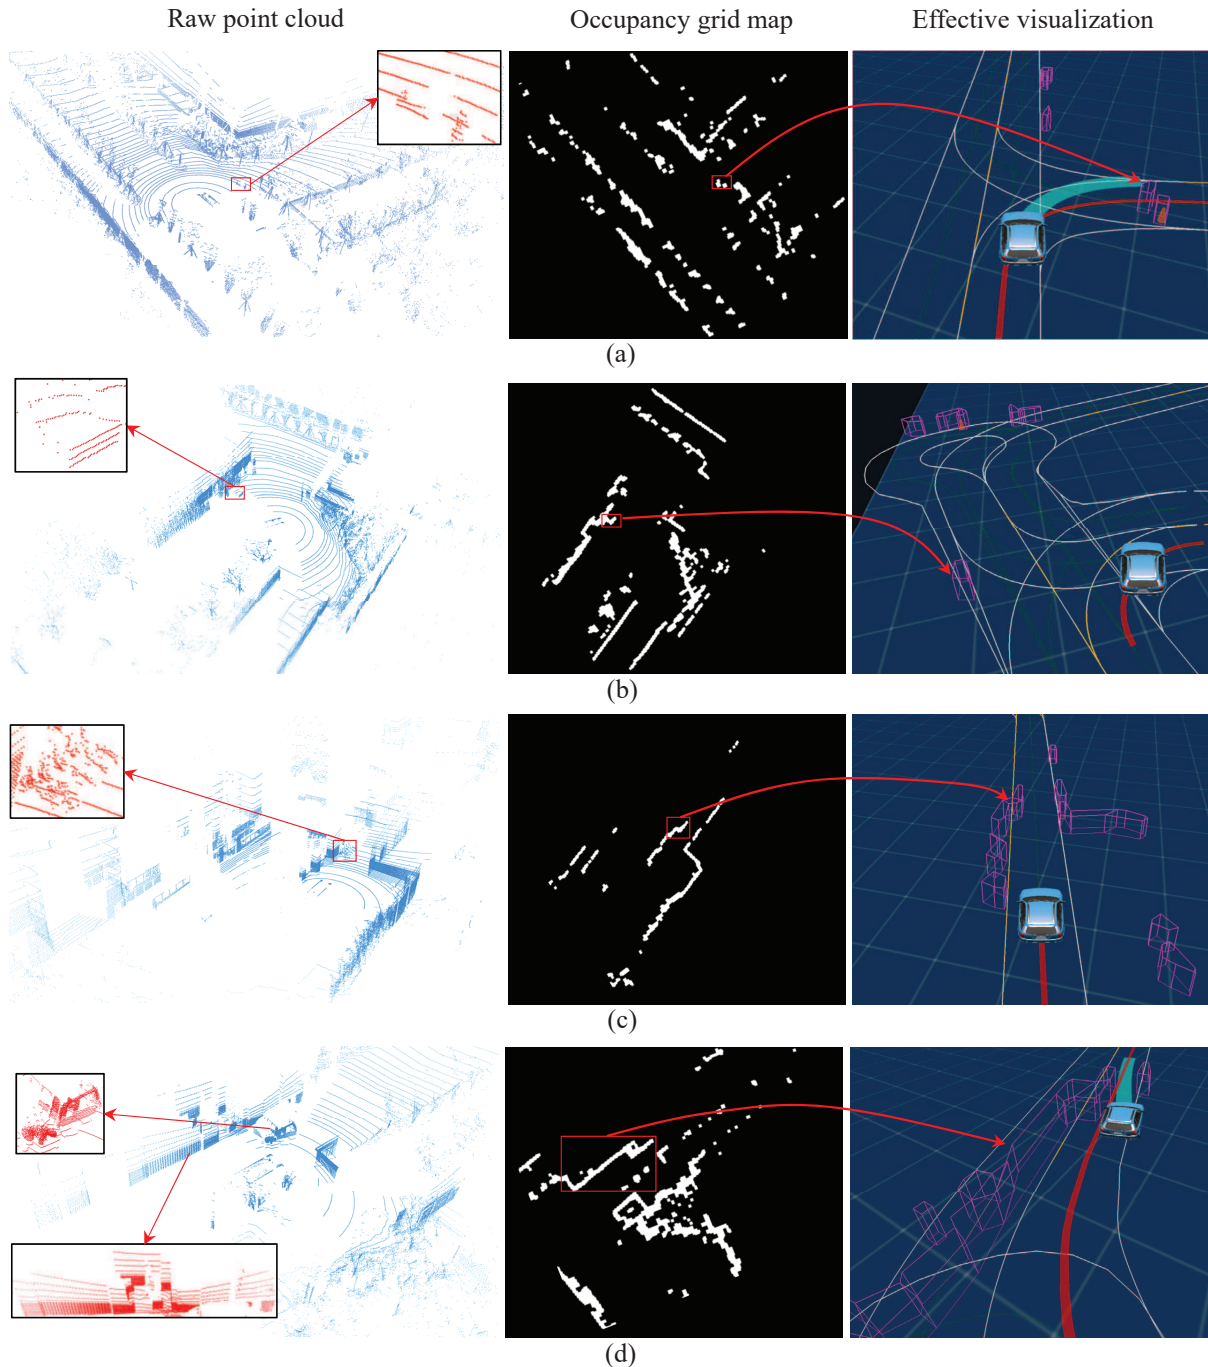 Raw point cloud
Occupancy grid map
Effective visualization
(a)
(b)
(c)
(d)